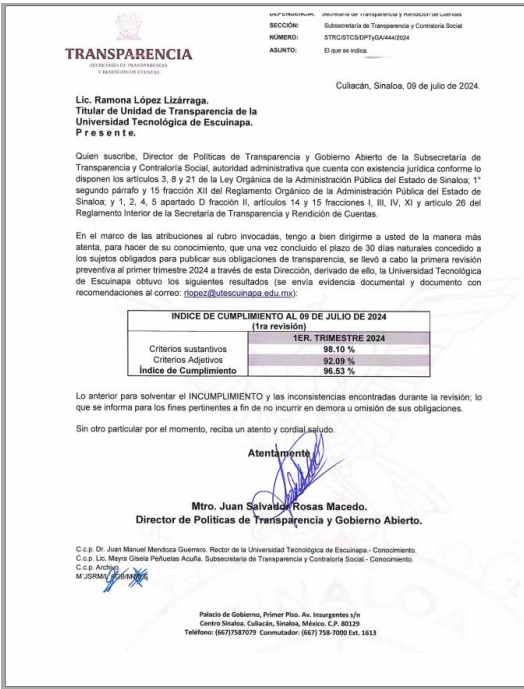 DEPENDENCIA: Secretaría de Transparencia y Rendición de Cuentas
SECCIÓN: Subsecretaría de Transparencia y Contraloría Social
NÚMERO: STRC/STCS/DPTyGA/444/2024
ASUNTO: El que se indica.
TRANSPARENCIA
SECRETARÍA DE TRANSPARENCIA
Y RENDICIÓN DE CUENTAS
Culiacán, Sinaloa, 09 de julio de 2024.
Lic. Ramona López Lizárraga.
Titular de Unidad de Transparencia de la
Universidad Tecnológica de Escuinapa.
P r e s e n t e.
Quien suscribe, Director de Políticas de Transparencia y Gobierno Abierto de la Subsecretaría de
Transparencia y Contraloría Social, autoridad administrativa que cuenta con existencia jurídica conforme lo
disponen los artículos 3, 8 y 21 de la Ley Orgánica de la Administración Pública del Estado de Sinaloa; 1°
segundo párrafo y 15 fracción XII del Reglamento Orgánico de la Administración Pública del Estado de
Sinaloa; y 1, 2, 4, 5 apartado D fracción II, artículos 14 y 15 fracciones I, III, IV, XI y artículo 26 del
Reglamento Interior de la Secretaría de Transparencia y Rendición de Cuentas.
En el marco de las atribuciones al rubro invocadas, tengo a bien dirigirme a usted de la manera más
atenta, para hacer de su conocimiento, que una vez concluido el plazo de 30 días naturales concedido a
los sujetos obligados para publicar sus obligaciones de transparencia, se llevó a cabo la primera revisión
preventiva al primer trimestre 2024 a través de esta Dirección, derivado de ello, la Universidad Tecnológica
de Escuinapa obtuvo los siguientes resultados (se envía evidencia documental y documento con
recomendaciones al correo: rlopez@utescuinapa.edu.mx):
INDICE DE CUMPLIMIENTO AL 09 DE JULIO DE 2024
(1ra revisión)
1ER. TRIMESTRE 2024
Criterios sustantivos 98.10 %
Criterios Adjetivos 92.09 %
Índice de Cumplimiento 96.53 %
Lo anterior para solventar el INCUMPLIMIENTO y las inconsistencias encontradas durante la revisión; lo
que se informa para los fines pertinentes a fin de no incurrir en demora u omisión de sus obligaciones.
Sin otro particular por el momento, reciba un atento y cordial saludo.
Atentamente
Mtro. Juan Salvador Rosas Macedo.
Director de Políticas de Transparencia y Gobierno Abierto.
C.c.p. Dr. Juan Manuel Mendoza Guerrero. Rector de la Universidad Tecnológica de Escuinapa.- Conocimiento.
C.c.p. Lic. Mayra Gisela Peñuelas Acuña. Subsecretaria de Transparencia y Contraloría Social.- Conocimiento.
C.c.p. Archivo.
SINALOA
Palacio de Gobierno, Primer Piso. Av. Insurgentes s/n
Centro Sinaloa. Culiacán, Sinaloa, México. C.P. 80129
Teléfono: (667)7587079 Conmutador: (667) 758-7000 Ext. 1613